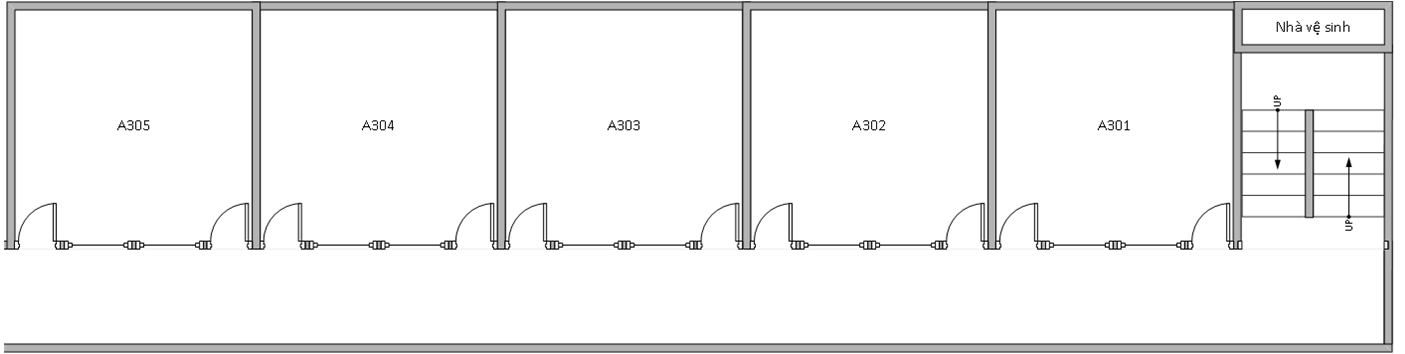 Nhà vệ sinh
A305
A304
A303
A302
A301
UP
UP